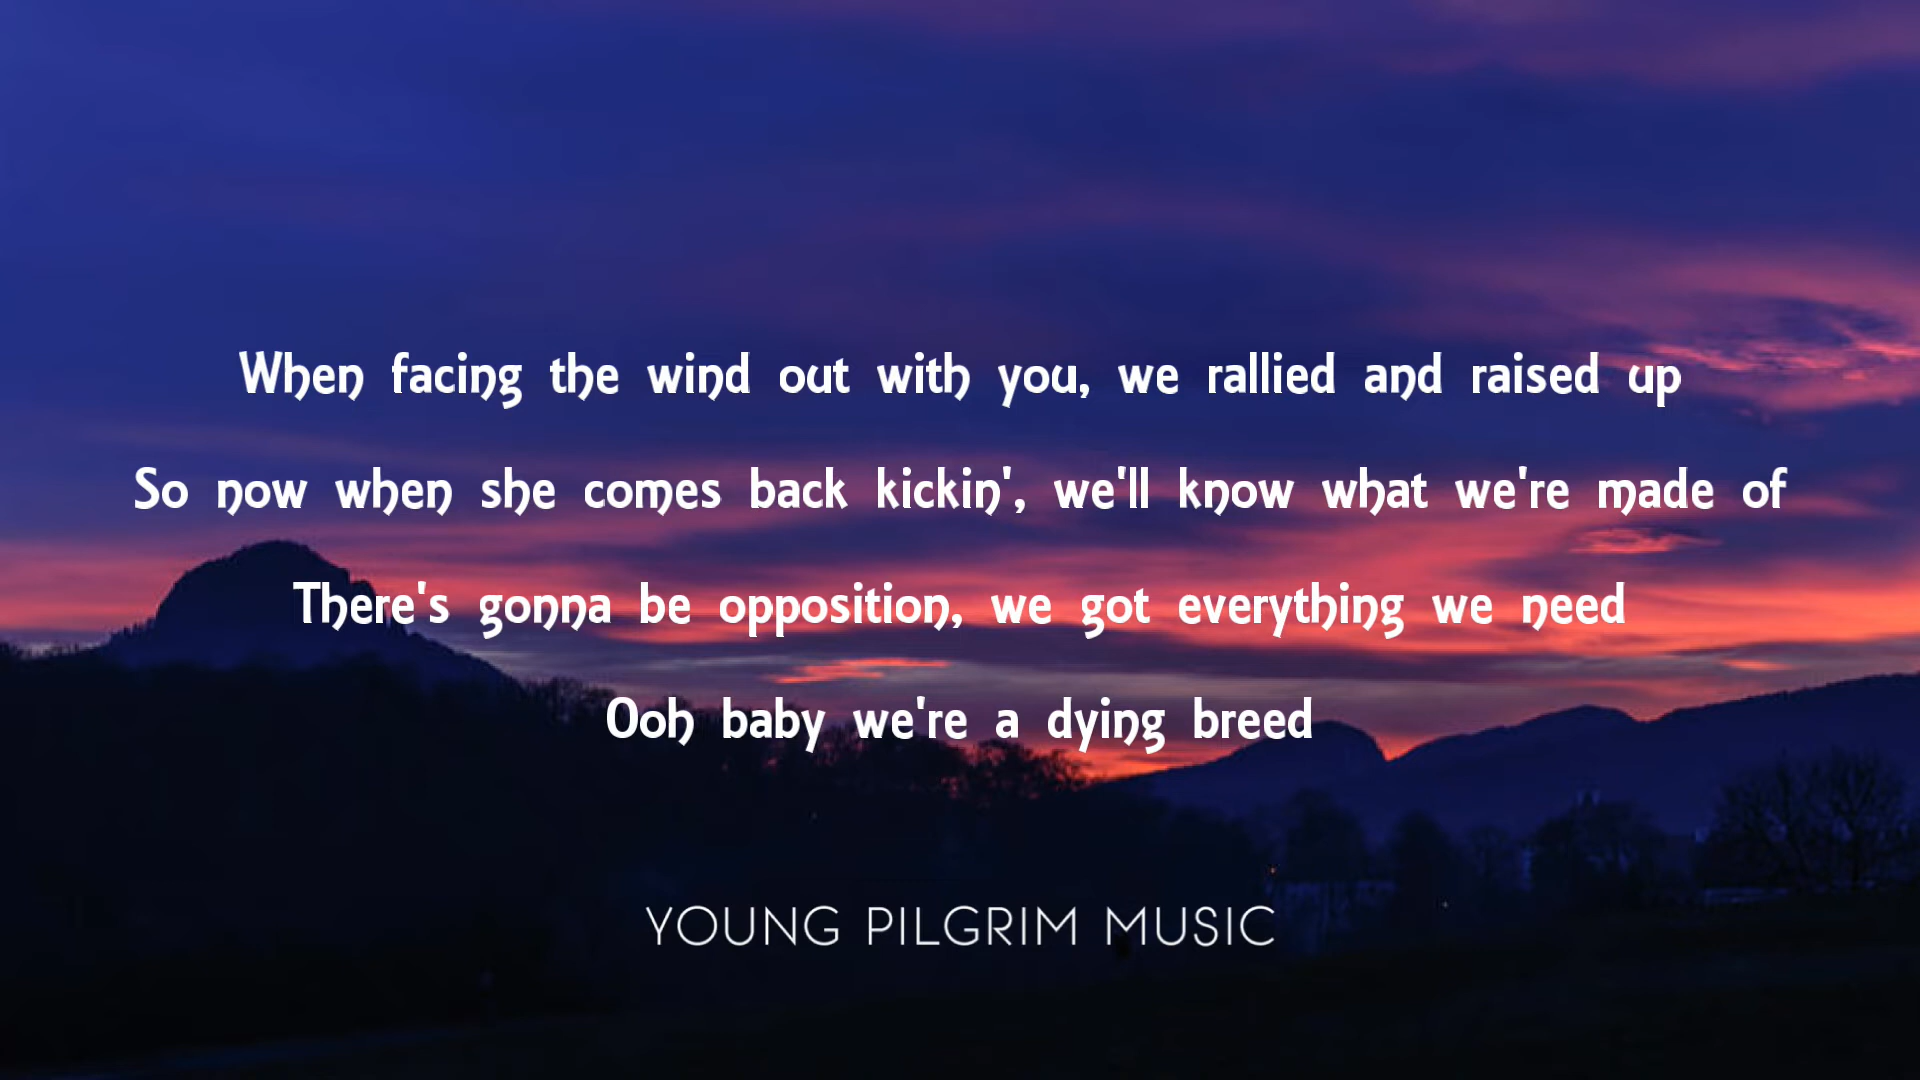 When facing the wind out with you, we rallied and raised up
So now when she comes back kickin', we'll know what we're made of
There's gonna be opposition, we got everything we need
Ooh baby we're a dying breed
YOUNG PILGRIM MUSIC